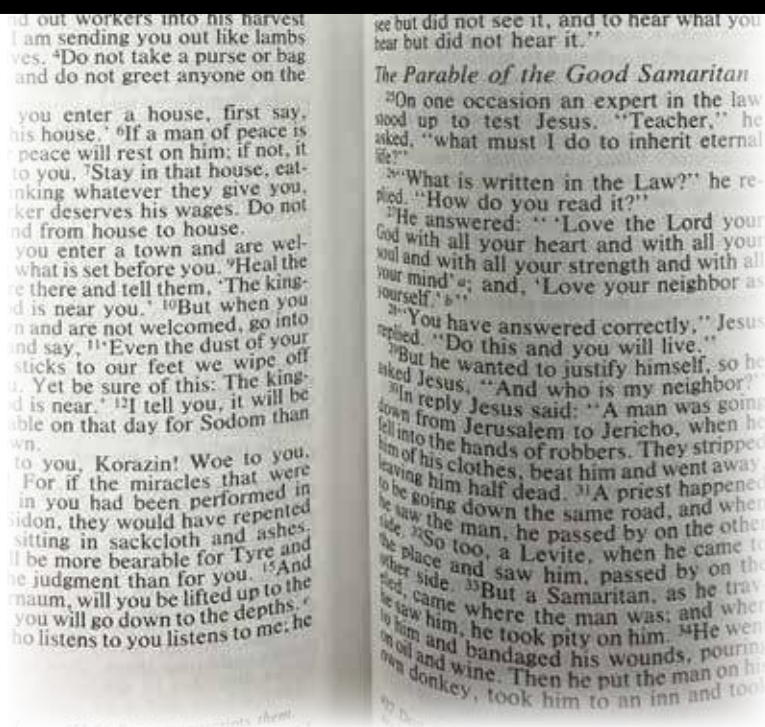 out workers into his harvest
I am sending you out like lambs
ves. ⁴Do not take a purse or bag
and do not greet anyone on the
you enter a house, first say,
his house.' ⁶If a man of peace is
peace will rest on him; if not, it
to you. ⁷Stay in that house, eat-
nking whatever they give you,
ker deserves his wages. Do not
nd from house to house.
you enter a town and are wel-
what is set before you. ⁹Heal the
e there and tell them, 'The king-
d is near you.' ¹⁰But when you
n and are not welcomed, go into
nd say, ¹¹'Even the dust of your
sticks to our feet we wipe off
. Yet be sure of this: The king-
d is near.' ¹²I tell you, it will be
able on that day for Sodom than
wn.
to you, Korazin! Woe to you,
For if the miracles that were
in you had been performed in
Sidon, they would have repented
sitting in sackcloth and ashes.
ll be more bearable for Tyre and
e judgment than for you. ¹⁵And
rnaum, will you be lifted up to the
you will go down to the depths.
ho listens to you listens to me; he
them.
see but did not see it, and to hear what you
hear but did not hear it."
The Parable of the Good Samaritan
²⁵On one occasion an expert in the law
stood up to test Jesus. "Teacher," he
asked, "what must I do to inherit eternal
life?"
²⁶"What is written in the Law?" he re-
plied. "How do you read it?"
²⁷He answered: " 'Love the Lord your
God with all your heart and with all your
soul and with all your strength and with all
your mind' a; and, 'Love your neighbor as
yourself.' b"
²⁸"You have answered correctly," Jesus
replied. "Do this and you will live."
²⁹But he wanted to justify himself, so he
asked Jesus, "And who is my neighbor?"
³⁰In reply Jesus said: "A man was going
down from Jerusalem to Jericho, when he
fell into the hands of robbers. They stripped
him of his clothes, beat him and went away,
leaving him half dead. ³¹A priest happened
to be going down the same road, and when
he saw the man, he passed by on the other
side. ³²So too, a Levite, when he came to
the place and saw him, passed by on the
other side. ³³But a Samaritan, as he trav-
eled, came where the man was; and when
he saw him, he took pity on him. ³⁴He went
to him and bandaged his wounds, pouring
on oil and wine. Then he put the man on his
own donkey, took him to an inn and took